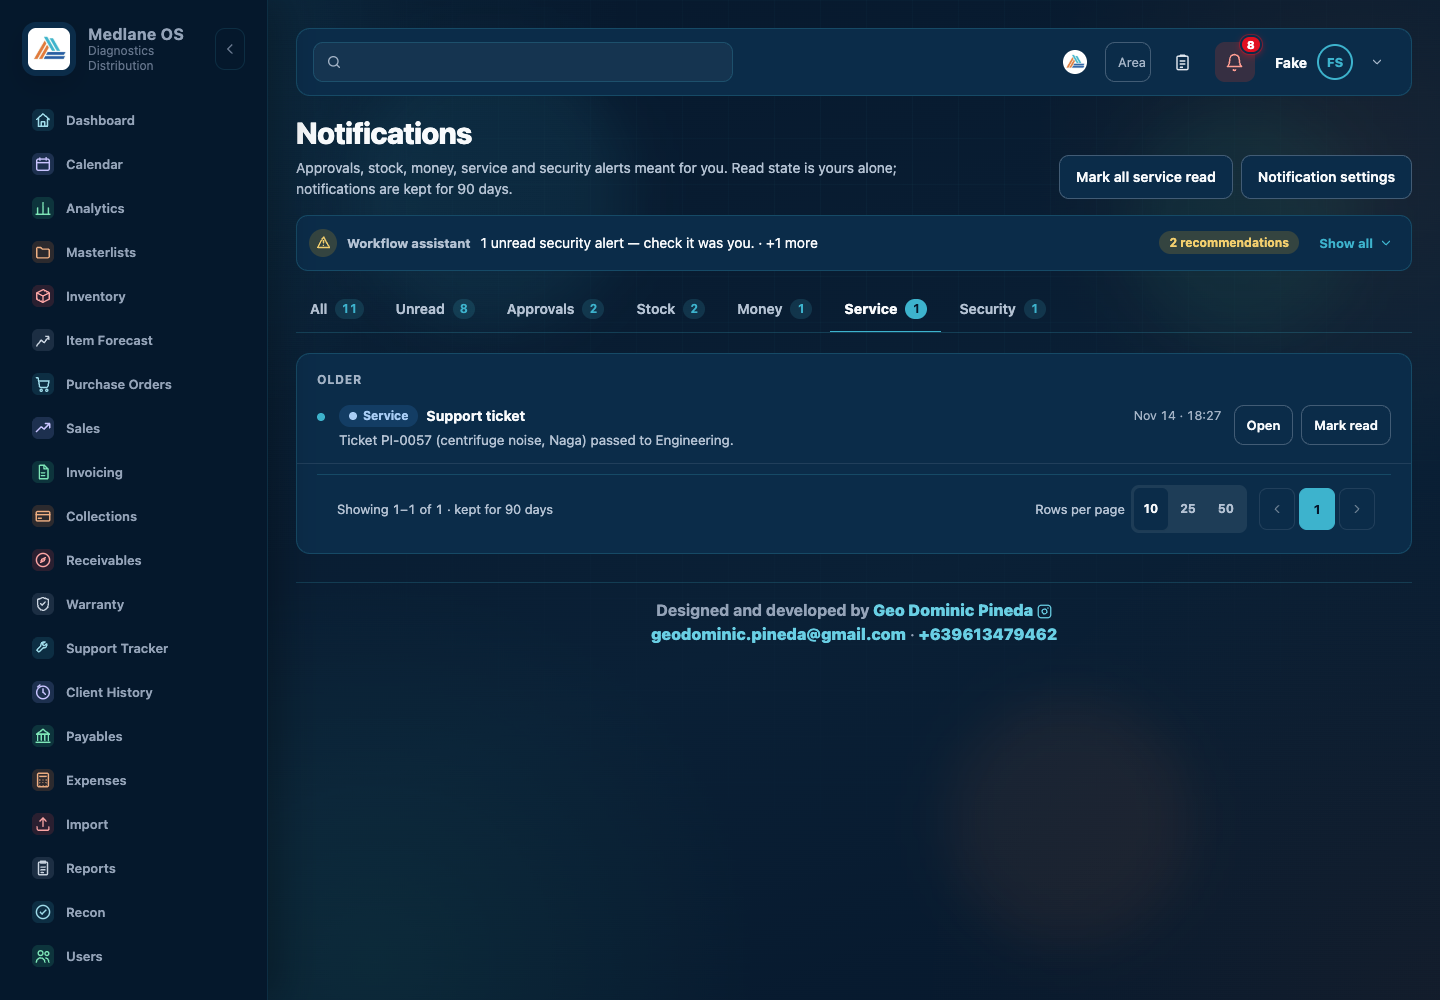 Medlane OS
Diagnostics
Distribution
Dashboard
Calendar
Analytics
Masterlists
Inventory
Item Forecast
Purchase Orders
Sales
Invoicing
Collections
Receivables
Warranty
Support Tracker
Client History
Payables
Expenses
Import
Reports
Recon
Users
Area
8
Fake
FS
Notifications
Approvals, stock, money, service and security alerts meant for you. Read state is yours alone;
notifications are kept for 90 days.
Mark all service read
Notification settings
Workflow assistant 1 unread security alert — check it was you. · +1 more
2 recommendations
Show all
All 11
Unread 8
Approvals 2
Stock 2
Money 1
Service 1
Security 1
OLDER
Service Support ticket
Nov 14 · 18:27
Open
Mark read
Ticket PI-0057 (centrifuge noise, Naga) passed to Engineering.
Showing 1–1 of 1 · kept for 90 days
Rows per page 10 25 50
1
Designed and developed by Geo Dominic Pineda
geodominic.pineda@gmail.com · +639613479462